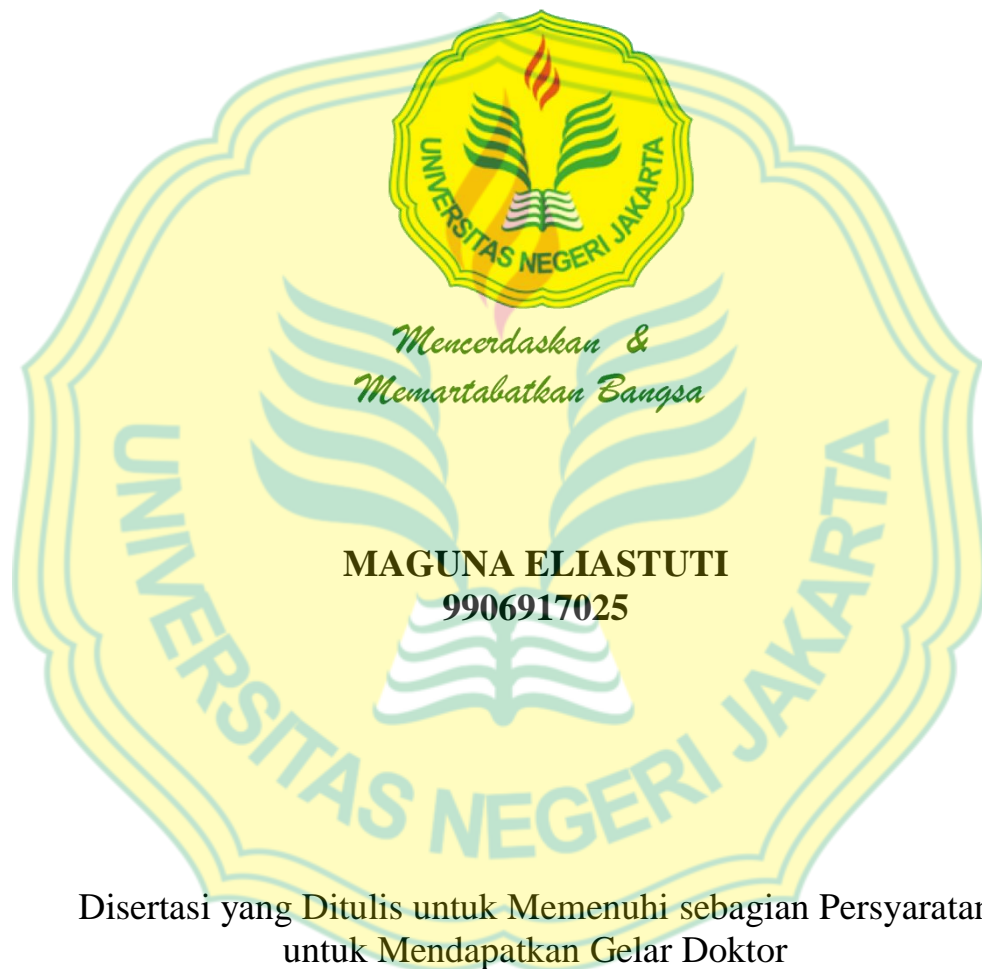 UNIVERSITAS NEGERI JAKARTA
Mencerdaskan &
Memartabatkan Bangsa
UNIVERSITAS NEGERI JAKARTA
MAGUNA ELIASTUTI
9906917025
Disertasi yang Ditulis untuk Memenuhi sebagian Persyaratan
untuk Mendapatkan Gelar Doktor